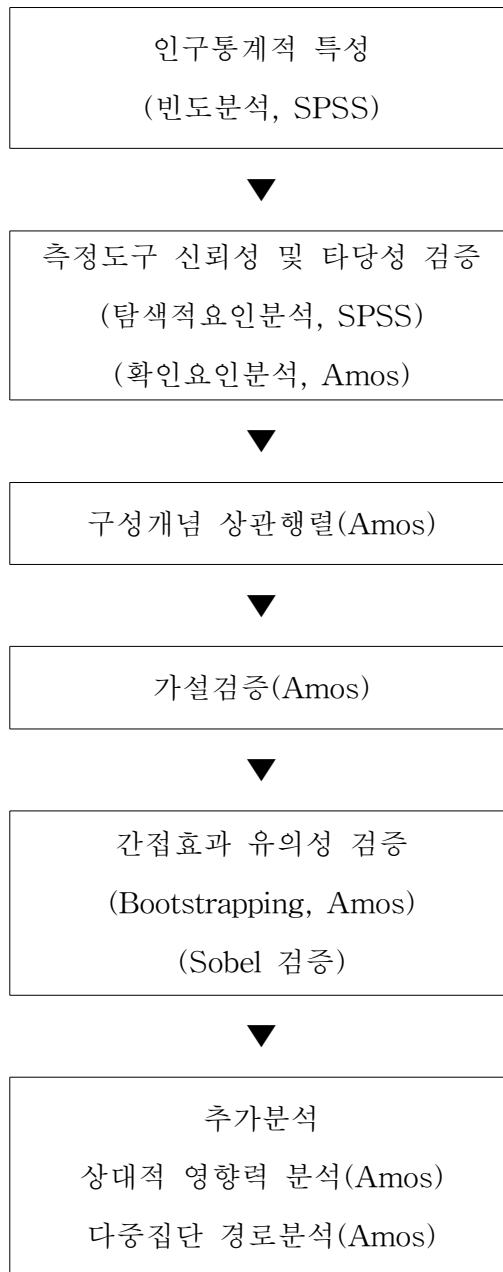 인구통계적 특성
(빈도분석, SPSS)
측정도구 신뢰성 및 타당성 검증
(탐색적요인분석, SPSS)
(확인요인분석, Amos)
구성개념 상관행렬(Amos)
가설검증(Amos)
간접효과 유의성 검증
(Bootstrapping, Amos)
(Sobel 검증)
추가분석
상대적 영향력 분석(Amos)
다중집단 경로분석(Amos)